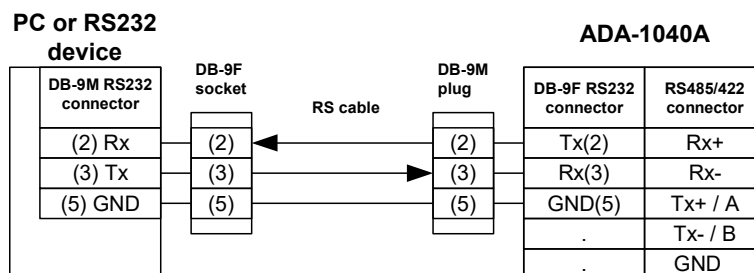 PC or RS232
device
ADA-1040A
DB-9M RS232
connector
DB-9F
socket
RS cable
DB-9M
plug
DB-9F RS232
connector
RS485/422
connector
(2) Rx
(2)
(2)
Tx(2)
Rx+
(3) Tx
(3)
(3)
Rx(3)
Rx-
(5) GND
(5)
(5)
GND(5)
Tx+ / A
.
Tx- / B
.
GND